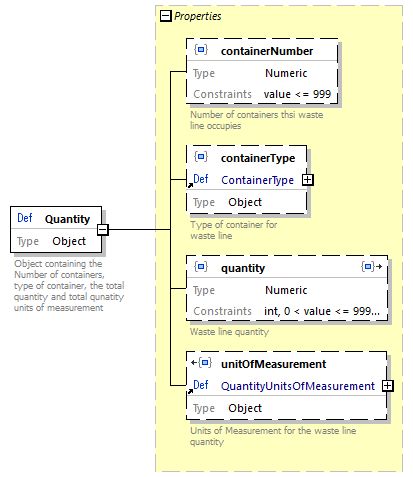 Properties
containerNumber
Type Numeric
Constraints value <= 999
Number of containers thsi waste
line occupies
containerType
Def ContainerType
Type Object
Type of container for
waste line
Def Quantity
Type Object
Object containing the
Number of containers,
type of container, the total
quantity and total qunatity
units of measurement
quantity
Type Numeric
Constraints int, 0 < value <= 999...
Waste line quantity
unitOfMeasurement
Def QuantityUnitsOfMeasurement
Type Object
Units of Measurement for the waste line
quantity